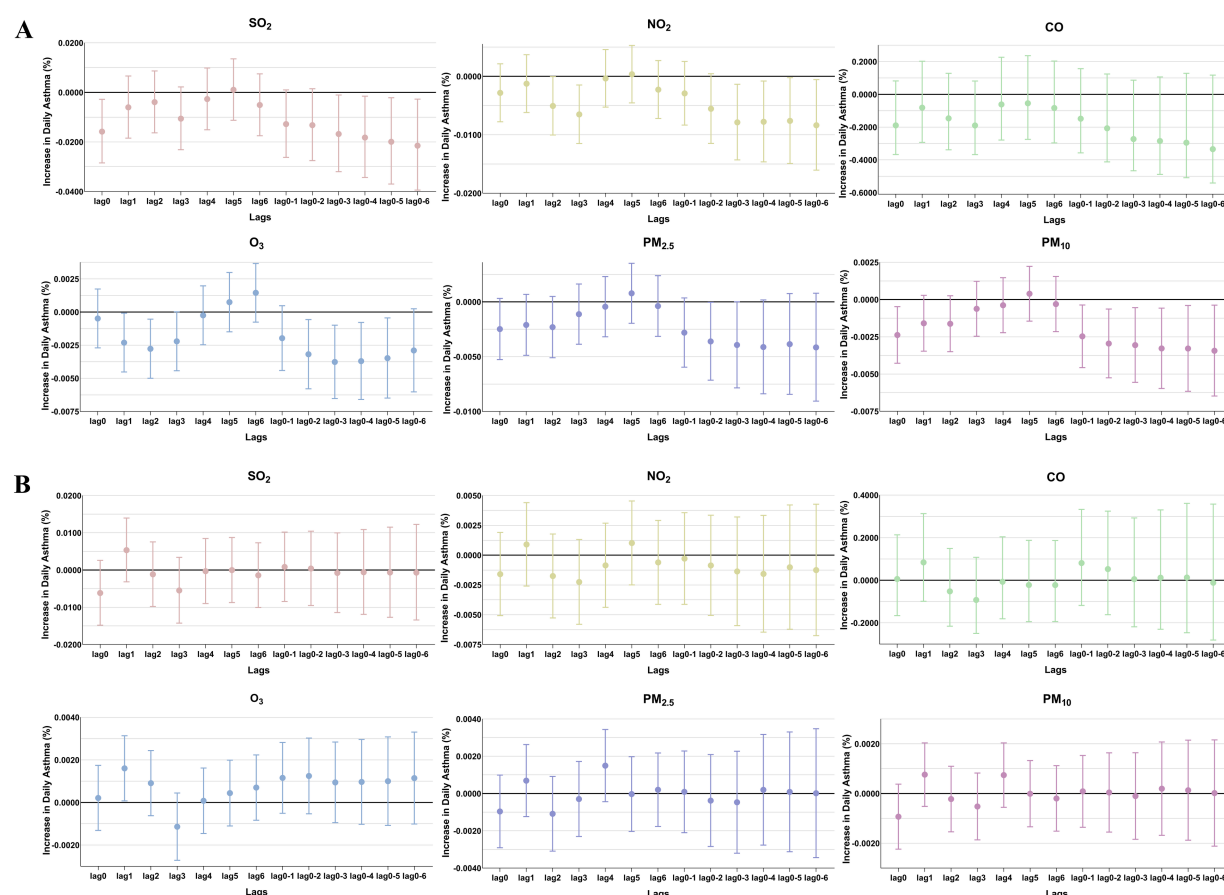 A
SO2
Increase in Daily Asthma (%)
0.0200
0.0000
-0.0200
-0.0400
lag0 lag1 lag2 lag3 lag4 lag5 lag6 lag0-1 lag0-2 lag0-3 lag0-4 lag0-5 lag0-6
Lags
NO2
Increase in Daily Asthma (%)
0.0000
-0.0100
-0.0200
lag0 lag1 lag2 lag3 lag4 lag5 lag6 lag0-1 lag0-2 lag0-3 lag0-4 lag0-5 lag0-6
Lags
CO
Increase in Daily Asthma (%)
0.2000
0.0000
-0.2000
-0.4000
-0.6000
lag0 lag1 lag2 lag3 lag4 lag5 lag6 lag0-1 lag0-2 lag0-3 lag0-4 lag0-5 lag0-6
Lags
O3
Increase in Daily Asthma (%)
0.0025
0.0000
-0.0025
-0.0050
-0.0075
lag0 lag1 lag2 lag3 lag4 lag5 lag6 lag0-1 lag0-2 lag0-3 lag0-4 lag0-5 lag0-6
Lags
PM2.5
Increase in Daily Asthma (%)
0.0000
-0.0050
-0.0100
lag0 lag1 lag2 lag3 lag4 lag5 lag6 lag0-1 lag0-2 lag0-3 lag0-4 lag0-5 lag0-6
Lags
PM10
Increase in Daily Asthma (%)
0.0025
0.0000
-0.0025
-0.0050
-0.0075
lag0 lag1 lag2 lag3 lag4 lag5 lag6 lag0-1 lag0-2 lag0-3 lag0-4 lag0-5 lag0-6
Lags
B
SO2
Increase in Daily Asthma (%)
0.0200
0.0100
0.0000
-0.0100
-0.0200
lag0 lag1 lag2 lag3 lag4 lag5 lag6 lag0-1 lag0-2 lag0-3 lag0-4 lag0-5 lag0-6
Lags
NO2
Increase in Daily Asthma (%)
0.0050
0.0025
0.0000
-0.0025
-0.0050
-0.0075
lag0 lag1 lag2 lag3 lag4 lag5 lag6 lag0-1 lag0-2 lag0-3 lag0-4 lag0-5 lag0-6
Lags
CO
Increase in Daily Asthma (%)
0.4000
0.2000
0.0000
-0.2000
lag0 lag1 lag2 lag3 lag4 lag5 lag6 lag0-1 lag0-2 lag0-3 lag0-4 lag0-5 lag0-6
Lags
O3
Increase in Daily Asthma (%)
0.0040
0.0020
0.0000
-0.0020
lag0 lag1 lag2 lag3 lag4 lag5 lag6 lag0-1 lag0-2 lag0-3 lag0-4 lag0-5 lag0-6
Lags
PM2.5
Increase in Daily Asthma (%)
0.0040
0.0020
0.0000
-0.0020
-0.0040
lag0 lag1 lag2 lag3 lag4 lag5 lag6 lag0-1 lag0-2 lag0-3 lag0-4 lag0-5 lag0-6
Lags
PM10
Increase in Daily Asthma (%)
0.0020
0.0000
-0.0020
lag0 lag1 lag2 lag3 lag4 lag5 lag6 lag0-1 lag0-2 lag0-3 lag0-4 lag0-5 lag0-6
Lags